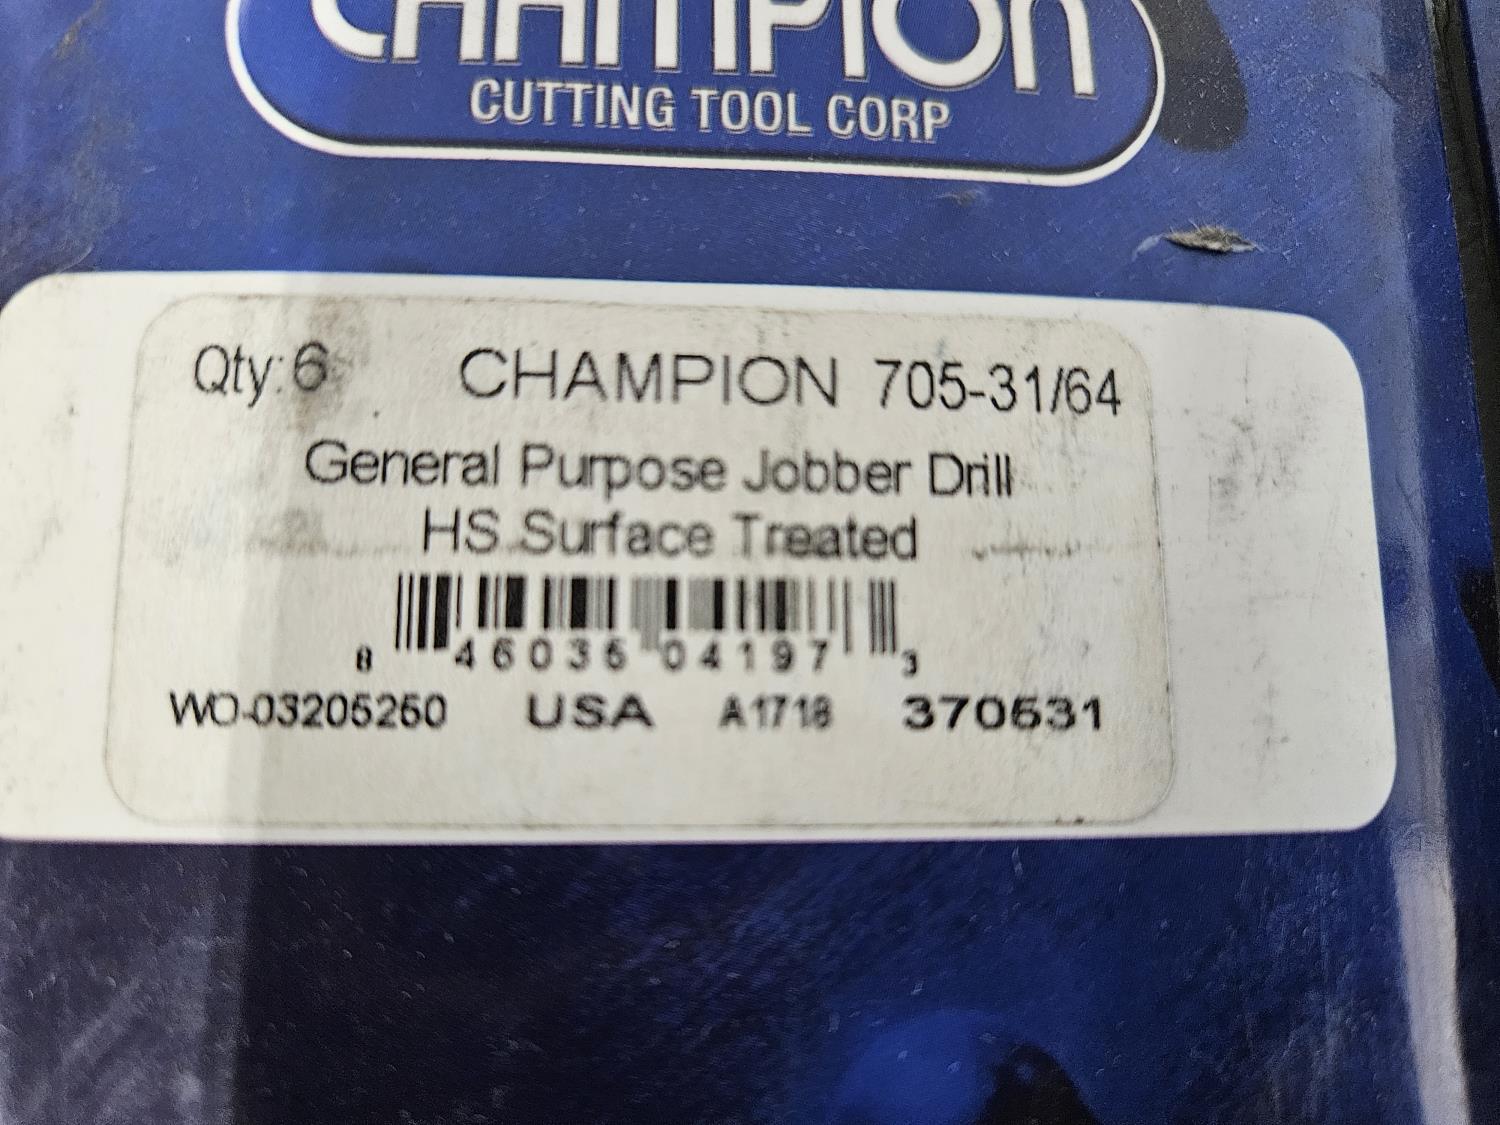 CHAMPION
CUTTING TOOL CORP
Qty: 6 CHAMPION 705-31/64
General Purpose Jobber Drill
HS Surface Treated
8 46036 04197 3
WO-03205250 USA A1718 370531